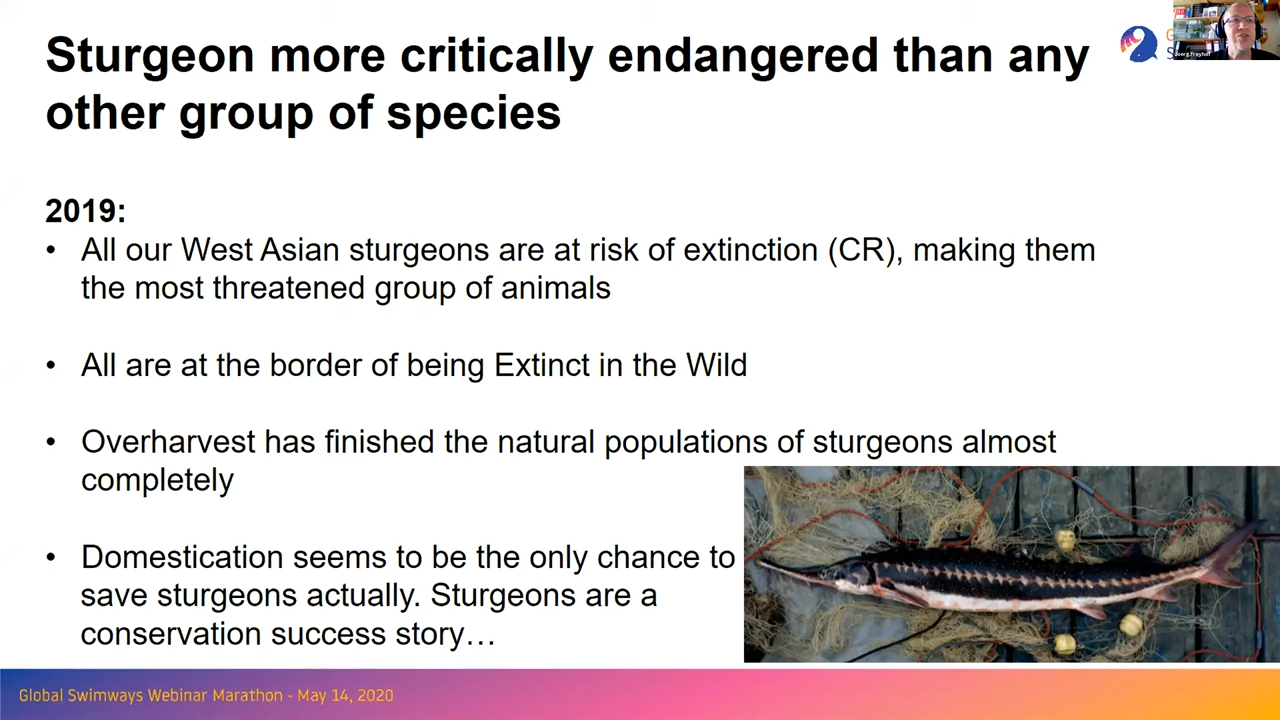 Sturgeon more critically endangered than any
other group of species
2019:
• All our West Asian sturgeons are at risk of extinction (CR), making them
the most threatened group of animals
• All are at the border of being Extinct in the Wild
• Overharvest has finished the natural populations of sturgeons almost
completely
• Domestication seems to be the only chance to
save sturgeons actually. Sturgeons are a
conservation success story…
Global Swimways Webinar Marathon - May 14, 2020